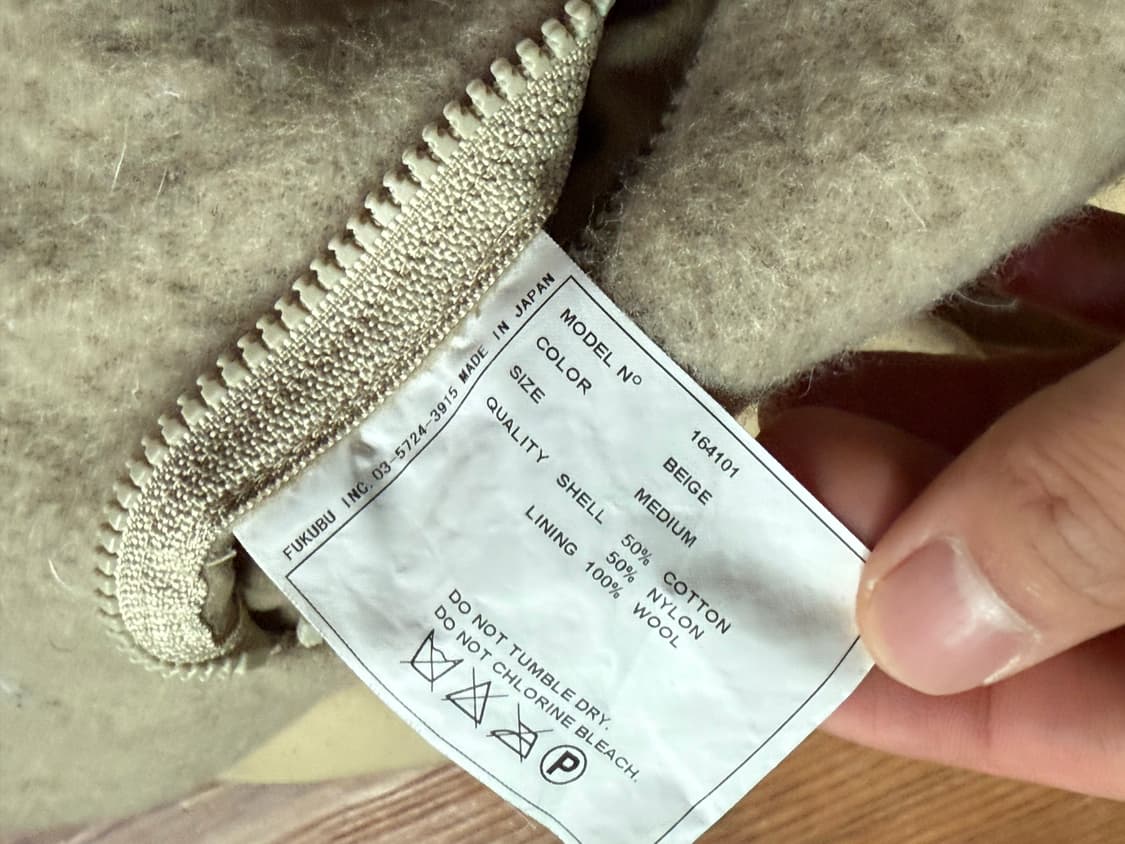 FUKUBU INC. 03-5724-3915 MADE IN JAPAN
MODEL Nº 164101
COLOR BEIGE
SIZE MEDIUM
QUALITY SHELL 50% COTTON
50% NYLON
LINING 100% WOOL
DO NOT TUMBLE DRY.
DO NOT CHLORINE BLEACH.
P